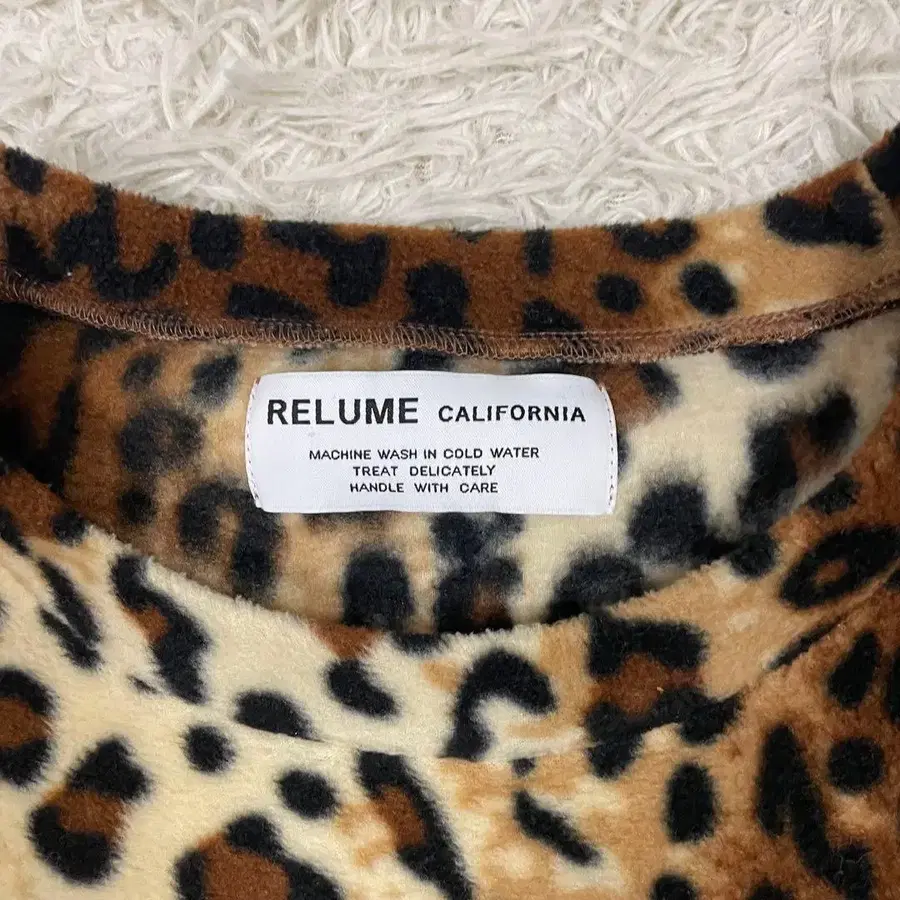 RELUME CALIFORNIA
MACHINE WASH IN COLD WATER
TREAT DELICATELY
HANDLE WITH CARE